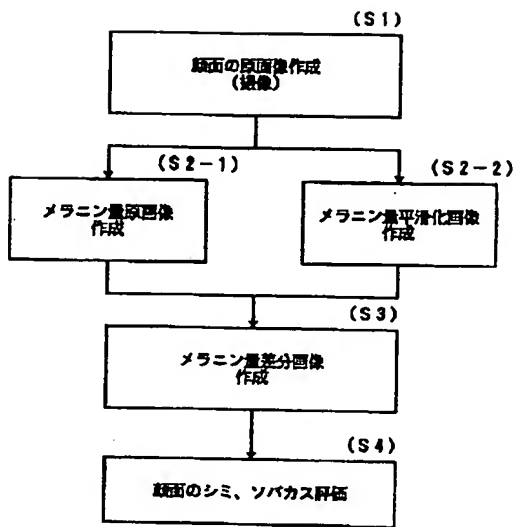 (S1)
顔面の原画像作成
(撮像)
(S2-1)
(S2-2)
メラニン量原画像
作成
メラニン量平滑化画像
作成
(S3)
メラニン量差分画像
作成
(S4)
顔面のシミ、ソバカス評価